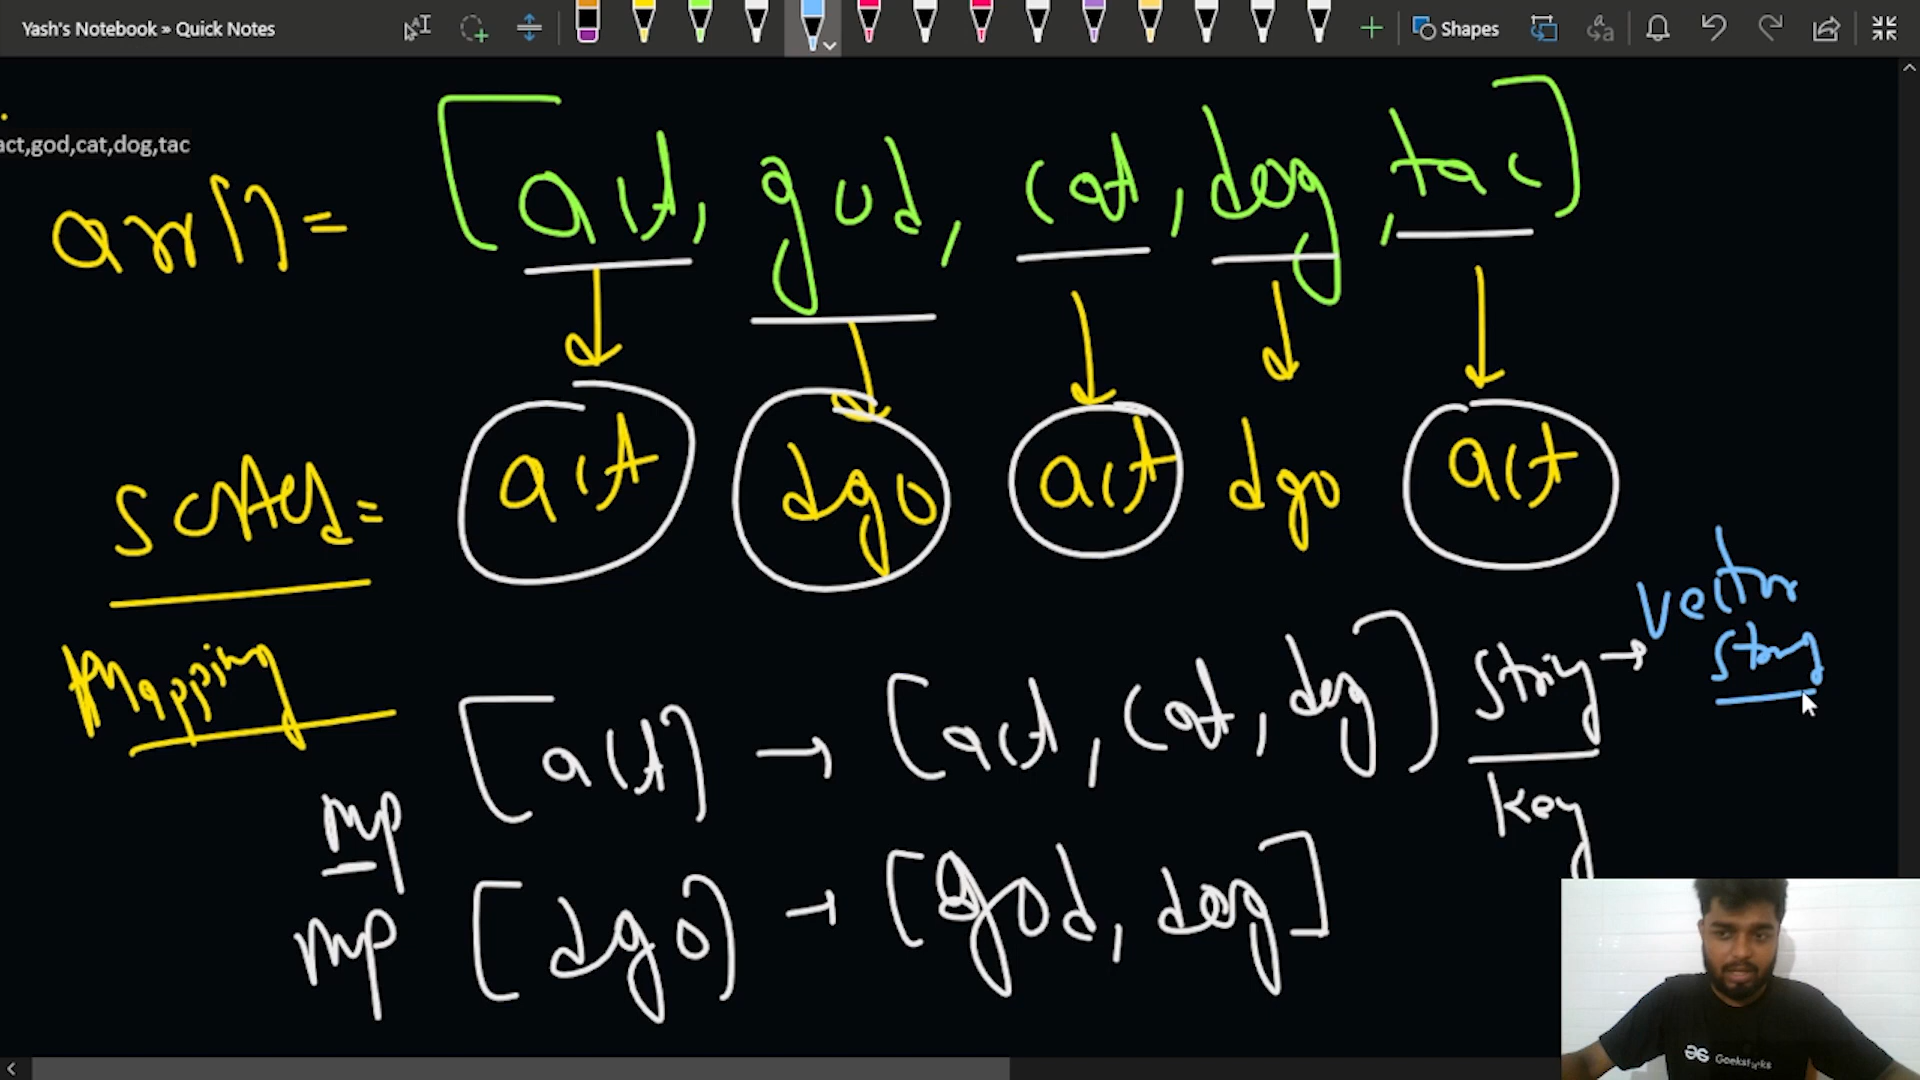 Yash's Notebook » Quick Notes
Shapes
act,god,cat,dog,tac
arr[] = [act, god, cat, dog, tac]
sorted = act dgo act dgo act
Mapping
mp [act] → [act, cat, dog] string → vector string
key
mp [dgo] → [god, dog]
GeeksforGeeks